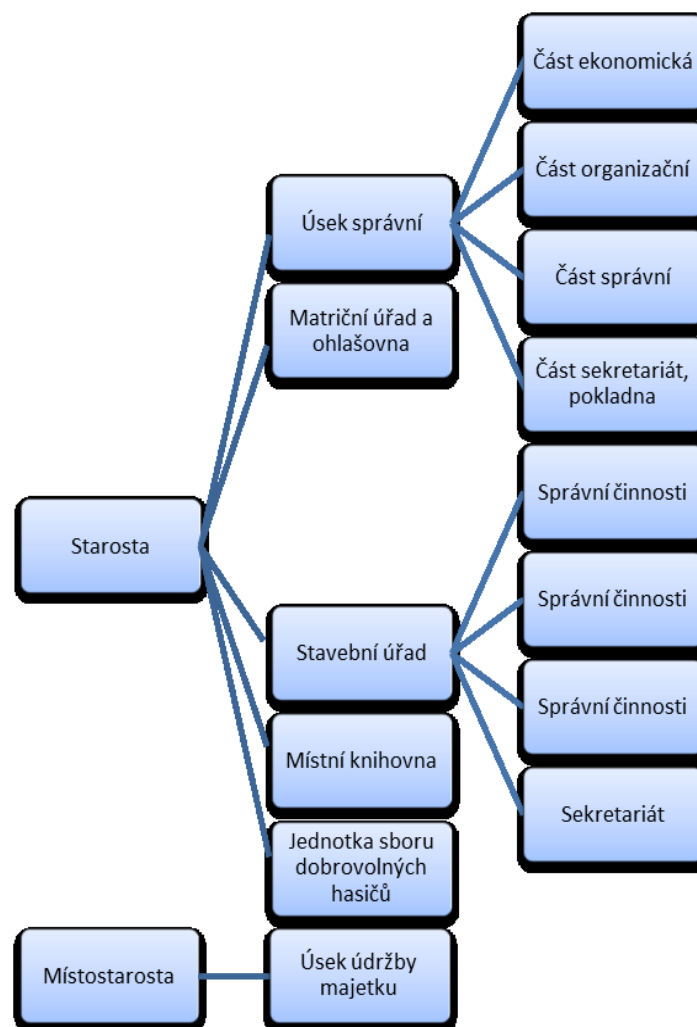 Část ekonomická
Část organizační
Úsek správní
Část správní
Matriční úřad a
ohlašovna
Část sekretariát,
pokladna
Správní činnosti
Starosta
Správní činnosti
Stavební úřad
Správní činnosti
Místní knihovna
Sekretariát
Jednotka sboru
dobrovolných
hasičů
Místostarosta
Úsek údržby
majetku